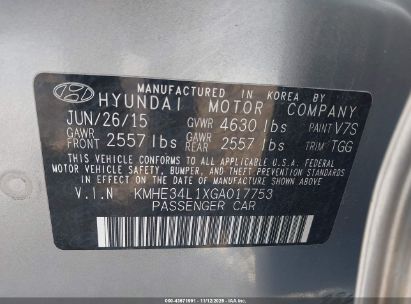 MANUFACTURED IN KOREA BY
HYUNDAI MOTOR COMPANY
JUN/26/15 GVWR 4630 lbs PAINT V7S
GAWR FRONT 2557 lbs GAWR REAR 2557 lbs TRIM TGG
THIS VEHICLE CONFORMS TO ALL APPLICABLE U.S.A. FEDERAL
MOTOR VEHICLE SAFETY, BUMPER, AND THEFT PREVENTION
STANDARDS IN EFFECT ON THE DATE OF MANUFACTURE SHOWN ABOVE.
V.I.N KMHE34L1XGA017753
PASSENGER CAR